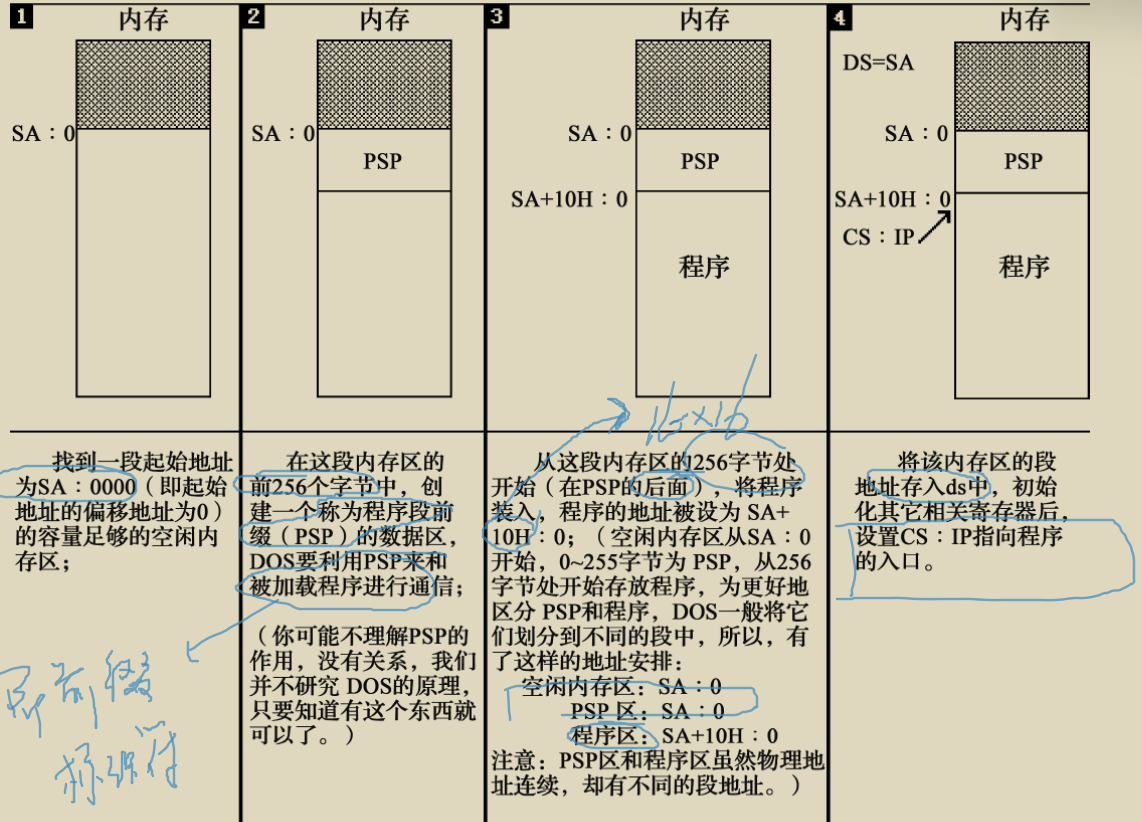 1
内存
SA：0
找到一段起始地址
为SA：0000（即起始
地址的偏移地址为0）
的容量足够的空闲内
存区；
2
内存
SA：0
PSP
在这段内存区的
前256个字节中，创
建一个称为程序段前
缀（PSP）的数据区，
DOS要利用PSP来和
被加载程序进行通信；
（你可能不理解PSP的
作用，没有关系，我们
并不研究 DOS的原理，
只要知道有这个东西就
可以了。）
即前缀
标识符
3
内存
SA：0
PSP
SA+10H：0
程序
从这段内存区的256字节处
开始（在PSP的后面），将程序
装入，程序的地址被设为 SA+
10H：0；（空闲内存区从SA：0
开始，0~255字节为 PSP，从256
字节处开始存放程序，为更好地
区分 PSP和程序，DOS一般将它
们划分到不同的段中，所以，有
了这样的地址安排：
空闲内存区：SA：0
PSP 区：SA：0
程序区：SA+10H：0
注意：PSP区和程序区虽然物理地
址连续，却有不同的段地址。）
4
内存
DS=SA
SA：0
PSP
SA+10H：0
CS：IP
程序
将该内存区的段
地址存入ds中，初始
化其它相关寄存器后，
设置CS：IP指向程序
的入口。